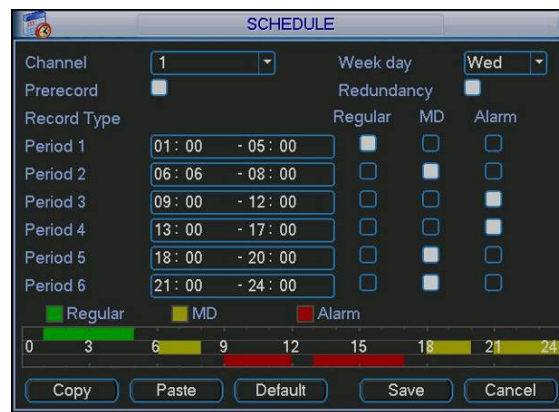 SCHEDULE
Channel 1 Week day Wed
Prerecord Redundancy
Record Type Regular MD Alarm
Period 1 01:00 - 05:00
Period 2 06:06 - 08:00
Period 3 09:00 - 12:00
Period 4 13:00 - 17:00
Period 5 18:00 - 20:00
Period 6 21:00 - 24:00
Regular MD Alarm
0 3 6 9 12 15 18 21 24
Copy Paste Default Save Cancel